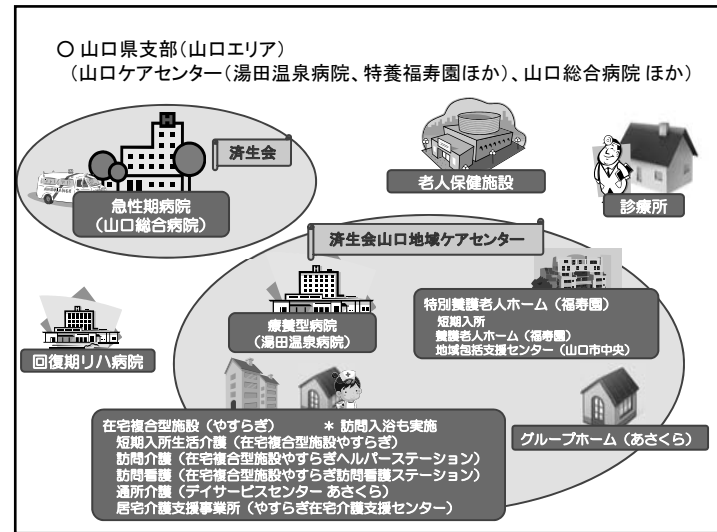 ○ 山口県支部（山口エリア）
（山口ケアセンター（湯田温泉病院、特養福寿園ほか）、山口総合病院 ほか）
済生会
H
急性期病院
（山口総合病院）
老人保健施設
診療所
済生会山口地域ケアセンター
療養型病院
（湯田温泉病院）
特別養護老人ホーム（福寿園）
短期入所
養護老人ホーム（福寿園）
地域包括支援センター（山口市中央）
回復期リハ病院
在宅複合型施設（やすらぎ） ＊ 訪問入浴も実施
短期入所生活介護（在宅複合型施設やすらぎ）
訪問介護（在宅複合型施設やすらぎヘルパーステーション）
訪問看護（在宅複合型施設やすらぎ訪問看護ステーション）
通所介護（デイサービスセンター あさくら）
居宅介護支援事業所（やすらぎ在宅介護支援センター）
グループホーム（あさくら）